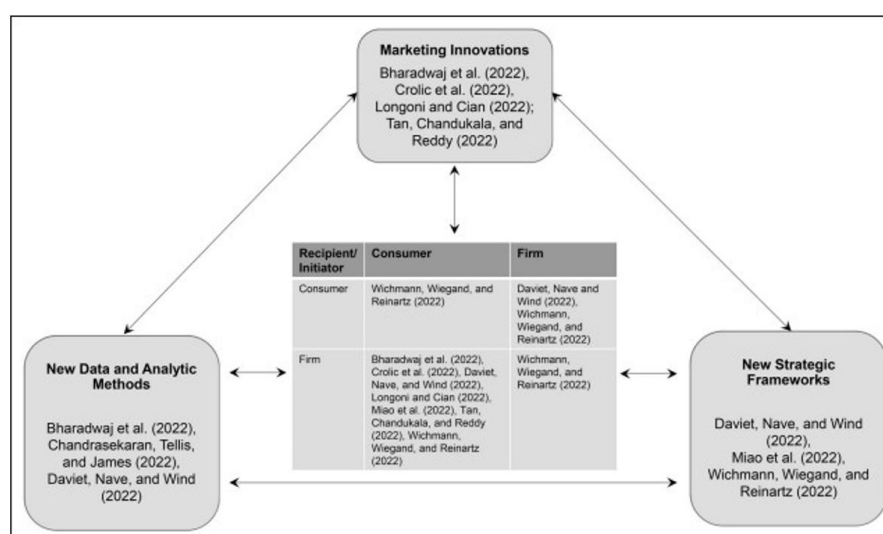 Marketing Innovations
Bharadwaj et al. (2022),
Crolic et al. (2022),
Longoni and Cian (2022);
Tan, Chandukala, and
Reddy (2022)
Recipient/
Initiator
Consumer
Firm
Consumer
Wichmann, Wiegand, and
Reinartz (2022)
Daviet, Nave and
Wind (2022),
Wichmann,
Wiegand, and
Reinartz (2022)
Firm
Bharadwaj et al. (2022),
Crolic et al. (2022), Daviet,
Nave, and Wind (2022),
Longoni and Cian (2022),
Miao et al. (2022), Tan,
Chandukala, and Reddy
(2022), Wichmann,
Wiegand, and Reinartz
(2022)
Wichmann,
Wiegand, and
Reinartz (2022)
New Data and Analytic
Methods
Bharadwaj et al. (2022),
Chandrasekaran, Tellis,
and James (2022),
Daviet, Nave, and Wind
(2022)
New Strategic
Frameworks
Daviet, Nave, and Wind
(2022),
Miao et al. (2022),
Wichmann, Wiegand, and
Reinartz (2022)